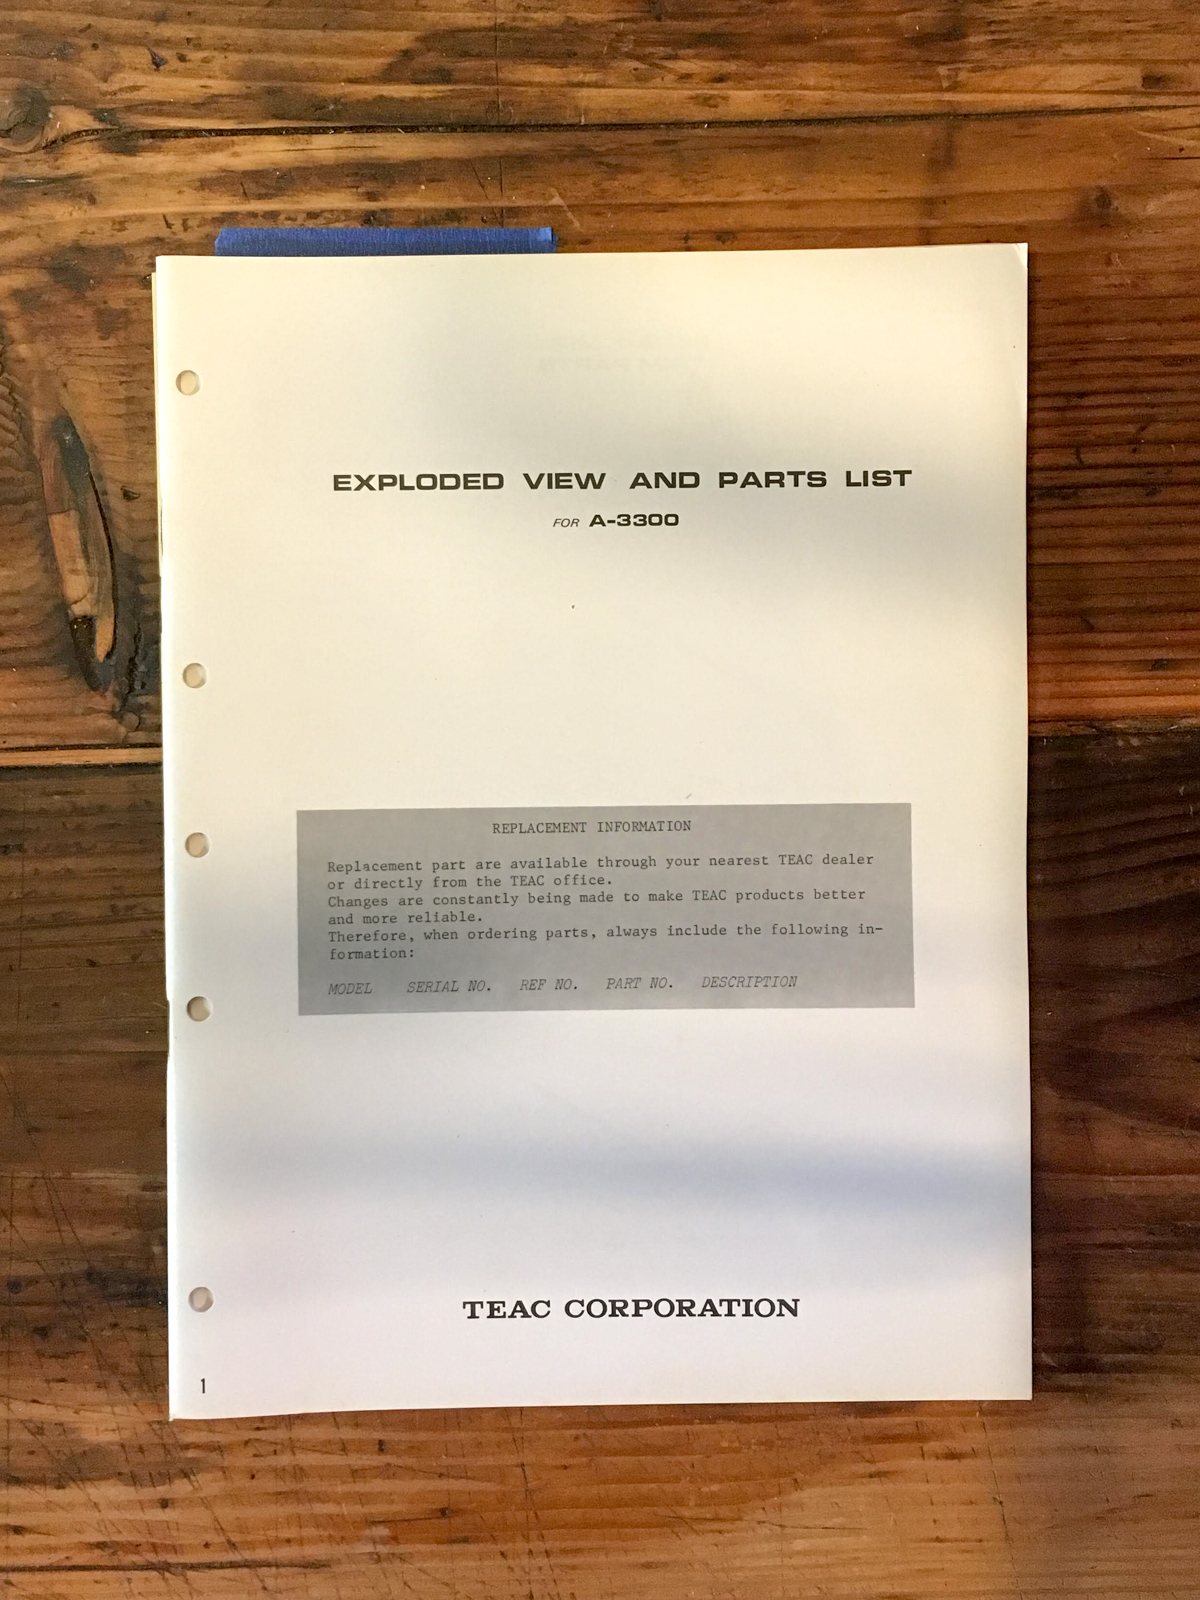 EXPLODED VIEW AND PARTS LIST
FOR A-3300
REPLACEMENT INFORMATION
Replacement part are available through your nearest TEAC dealer
or directly from the TEAC office.
Changes are constantly being made to make TEAC products better
and more reliable.
Therefore, when ordering parts, always include the following in-
formation:
MODEL SERIAL NO. REF NO. PART NO. DESCRIPTION
TEAC CORPORATION
1